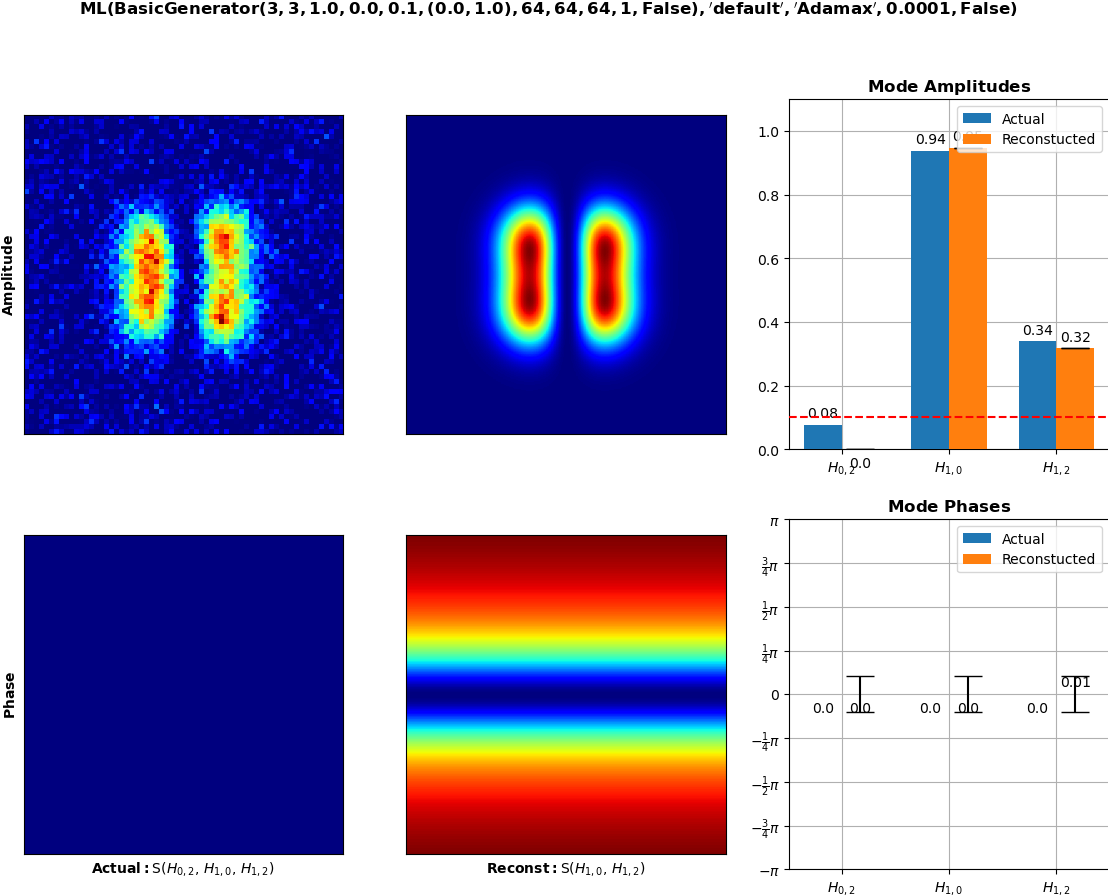 ML(BasicGenerator(3, 3, 1.0, 0.0, 0.1, (0.0, 1.0), 64, 64, 64, 1, False), ′default′, ′Adamax′, 0.0001, False)
Mode Amplitudes
Actual
Reconstucted
1.0
0.8
0.6
0.4
0.2
0.0
0.08
0.0
0.94
0.34
0.32
H0, 2
H1, 0
H1, 2
Amplitude
Mode Phases
Actual
Reconstucted
π
3/4π
1/2π
1/4π
0
−1/4π
−1/2π
−3/4π
−π
0.0
0.0
0.0
0.0
0.0
0.01
H0, 2
H1, 0
H1, 2
Phase
Actual: S(H0, 2, H1, 0, H1, 2)
Reconst: S(H1, 0, H1, 2)